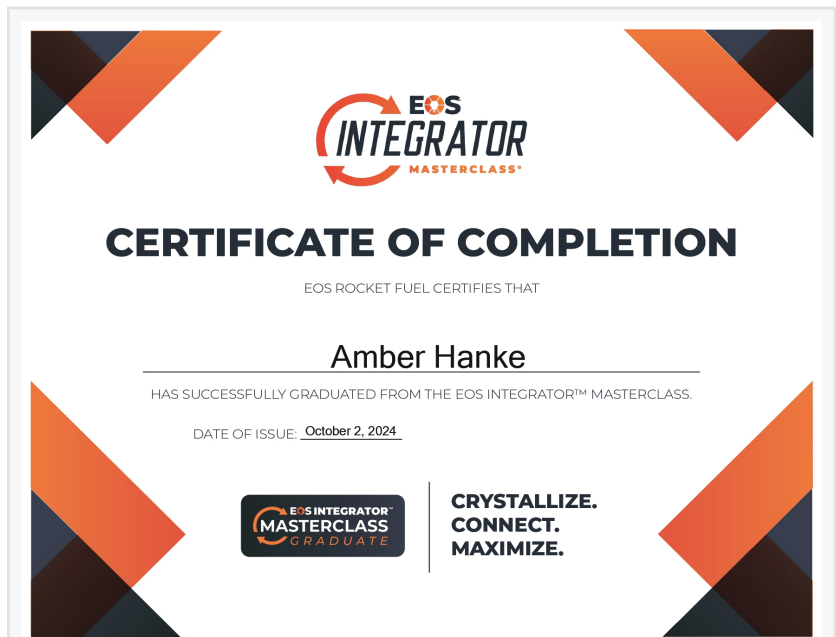 EOS
INTEGRATOR
MASTERCLASS®
CERTIFICATE OF COMPLETION
EOS ROCKET FUEL CERTIFIES THAT
Amber Hanke
HAS SUCCESSFULLY GRADUATED FROM THE EOS INTEGRATOR™ MASTERCLASS.
DATE OF ISSUE: October 2, 2024
EOS INTEGRATOR™
MASTERCLASS
GRADUATE
CRYSTALLIZE.
CONNECT.
MAXIMIZE.